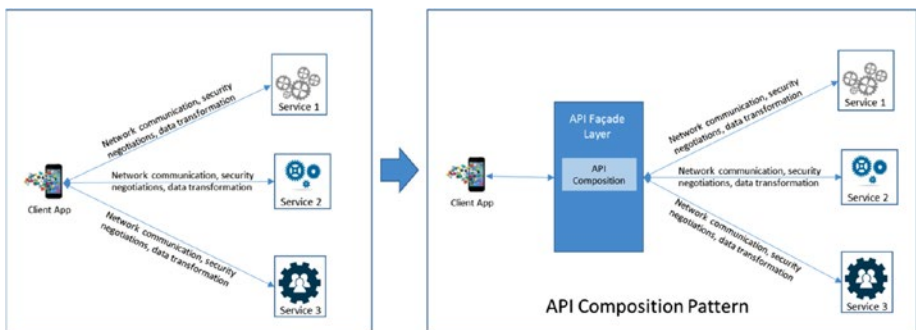 Network communication, security
negotiations, data transformation
Service 1
Client App
Network communication, security
negotiations, data transformation
Service 2
Network communication, security
negotiations, data transformation
Service 3
API Façade
Layer
API
Composition
Client App
Network communication, security
negotiations, data transformation
Service 1
Network communication, security
negotiations, data transformation
Service 2
Network communication, security
negotiations, data transformation
Service 3
API Composition Pattern